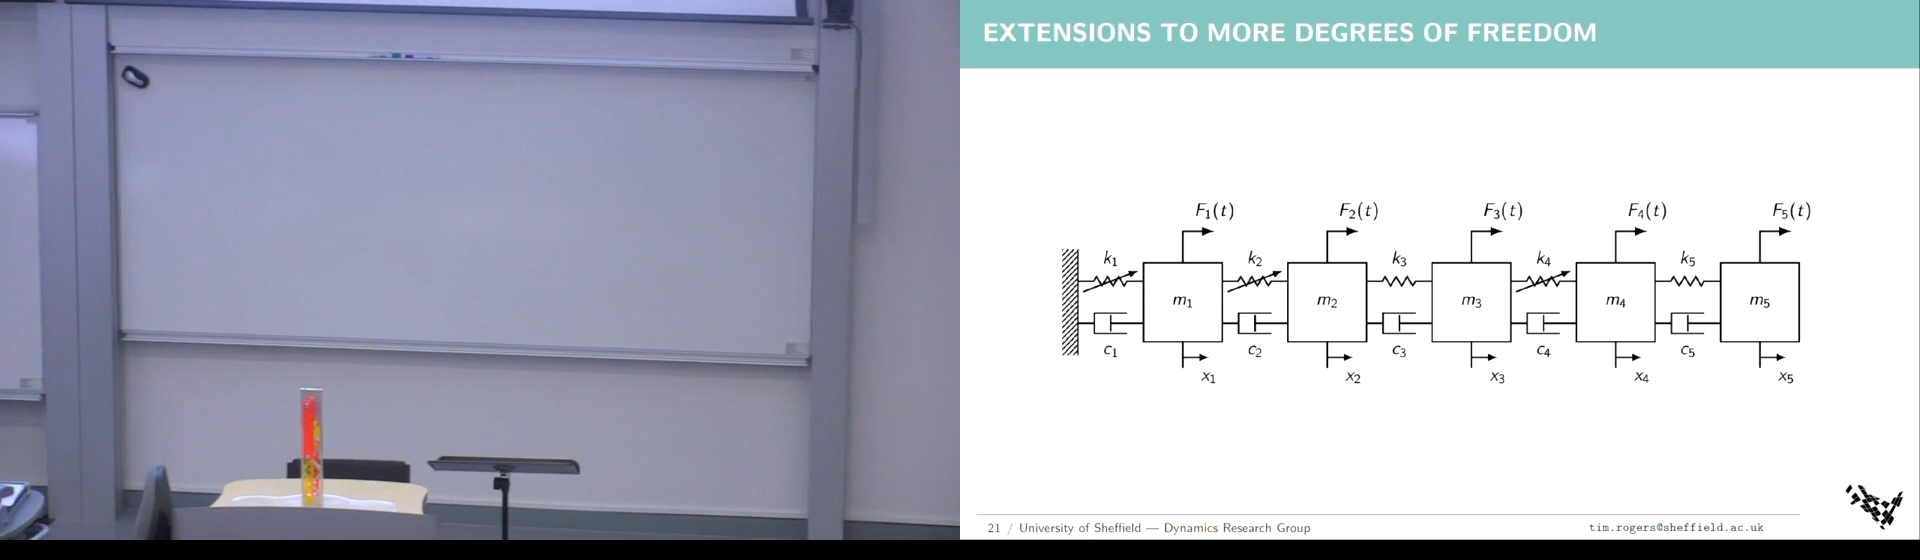 EXTENSIONS TO MORE DEGREES OF FREEDOM
F₁(t) F₂(t) F₃(t) F₄(t) F₅(t)
k₁ k₂ k₃ k₄ k₅
m₁ m₂ m₃ m₄ m₅
c₁ c₂ c₃ c₄ c₅
x₁ x₂ x₃ x₄ x₅
21 / University of Sheffield — Dynamics Research Group
tim.rogers@sheffield.ac.uk